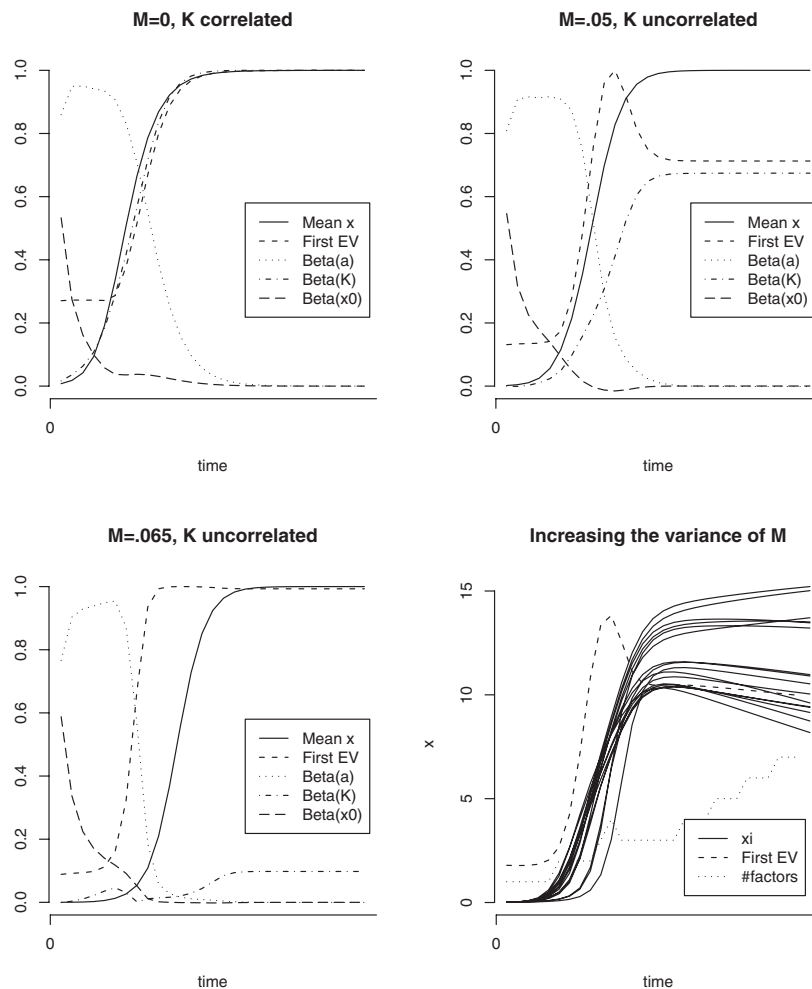 M=0, K correlated
1.0
0.8
0.6
0.4
0.2
0.0
Mean x
First EV
Beta(a)
Beta(K)
Beta(x0)
0
time
M=.05, K uncorrelated
1.0
0.8
0.6
0.4
0.2
0.0
Mean x
First EV
Beta(a)
Beta(K)
Beta(x0)
0
time
M=.065, K uncorrelated
1.0
0.8
0.6
0.4
0.2
0.0
Mean x
First EV
Beta(a)
Beta(K)
Beta(x0)
0
time
Increasing the variance of M
15
10
x
5
0
xi
First EV
#factors
0
time